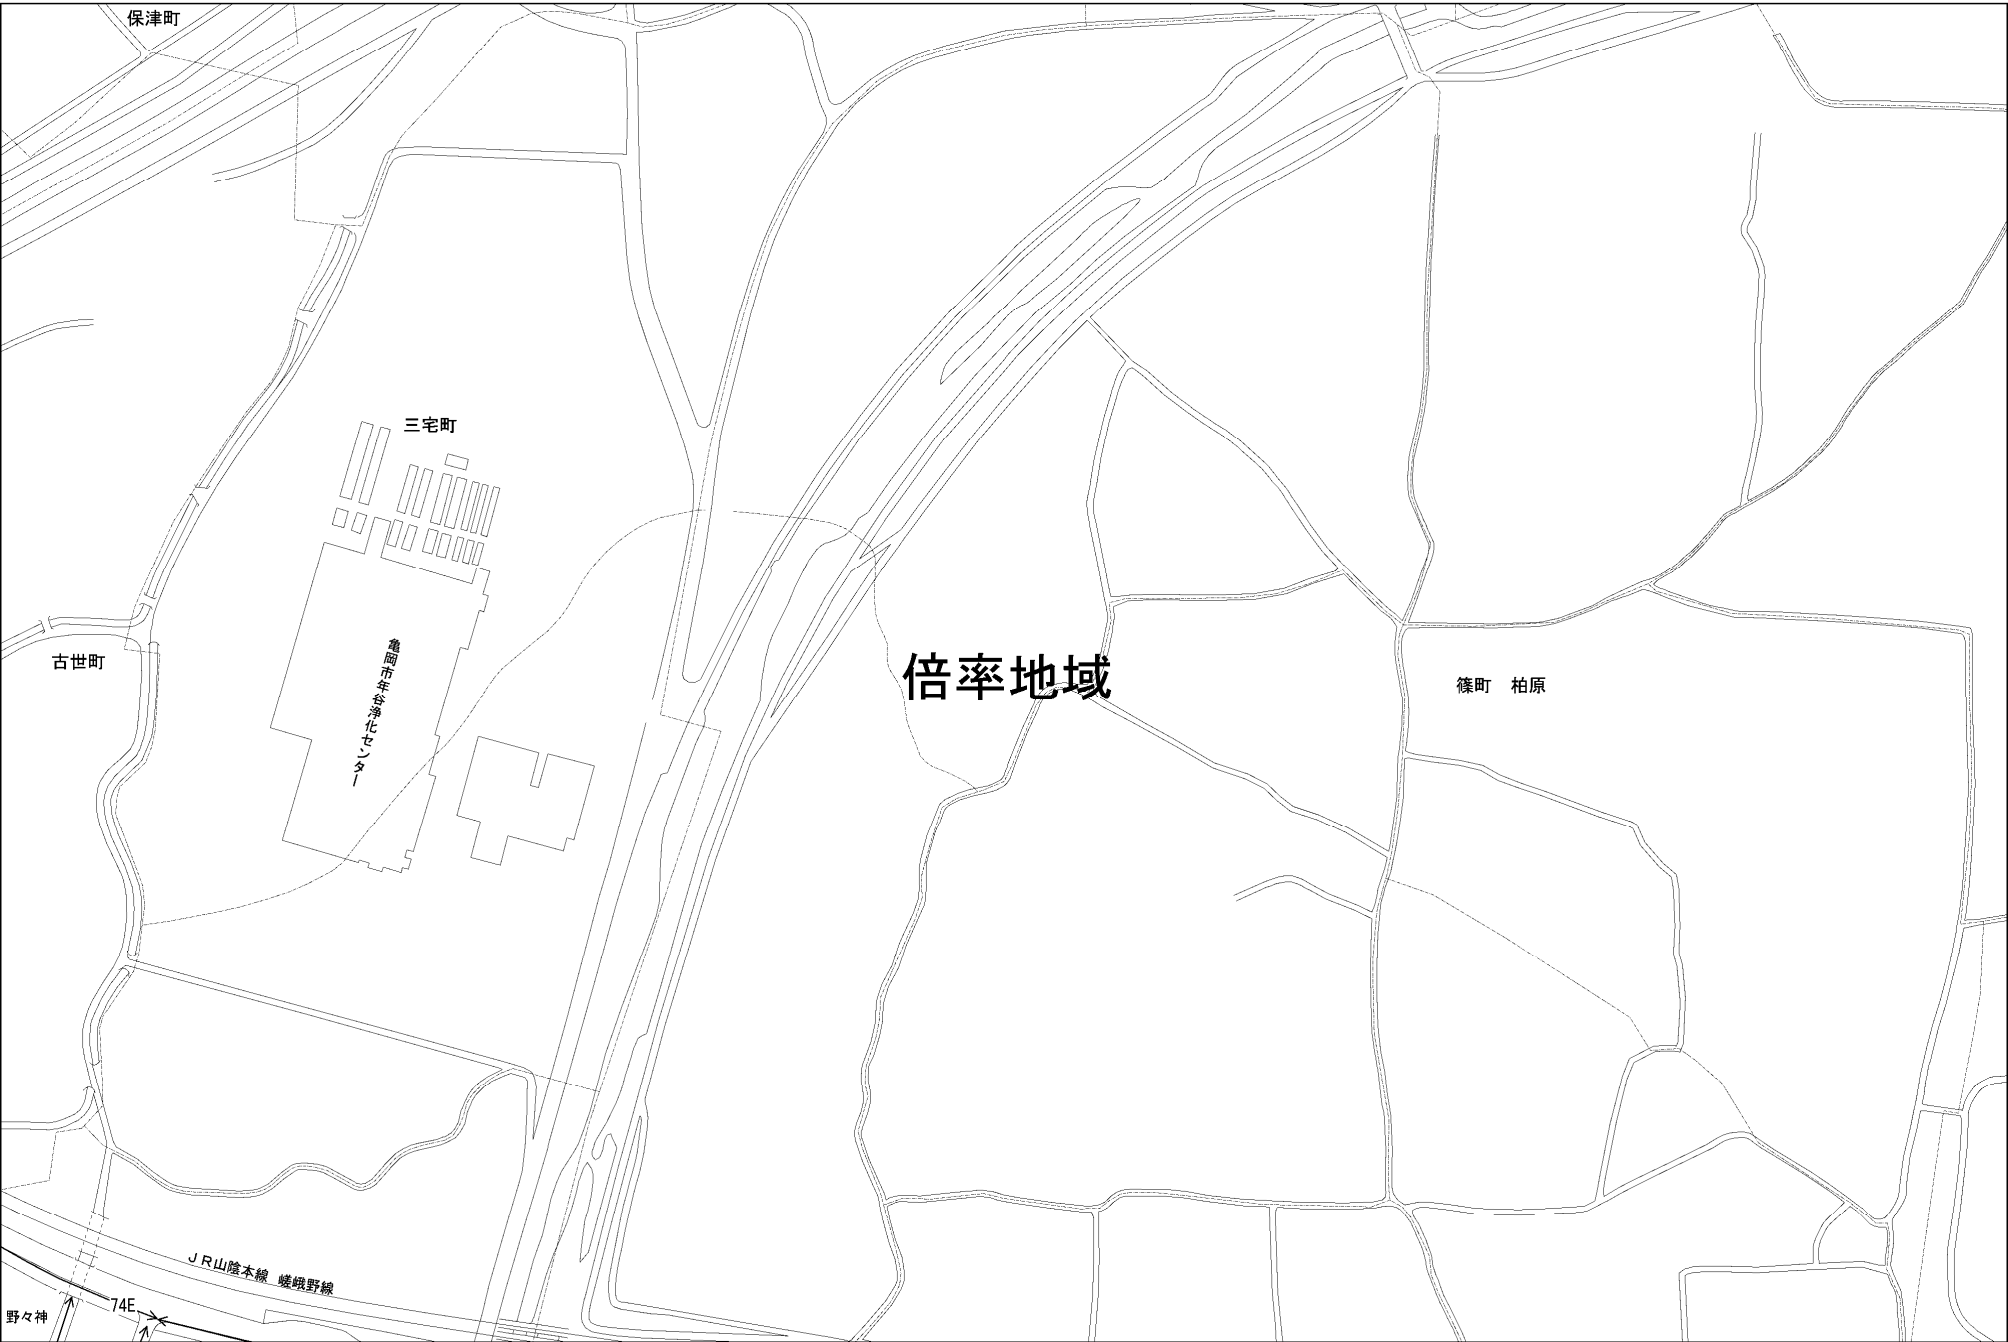 保津町
三宅町
古世町
亀岡市年谷浄化センター
倍率地域
篠町　柏原
ＪＲ山陰本線　嵯峨野線
74E
野々神